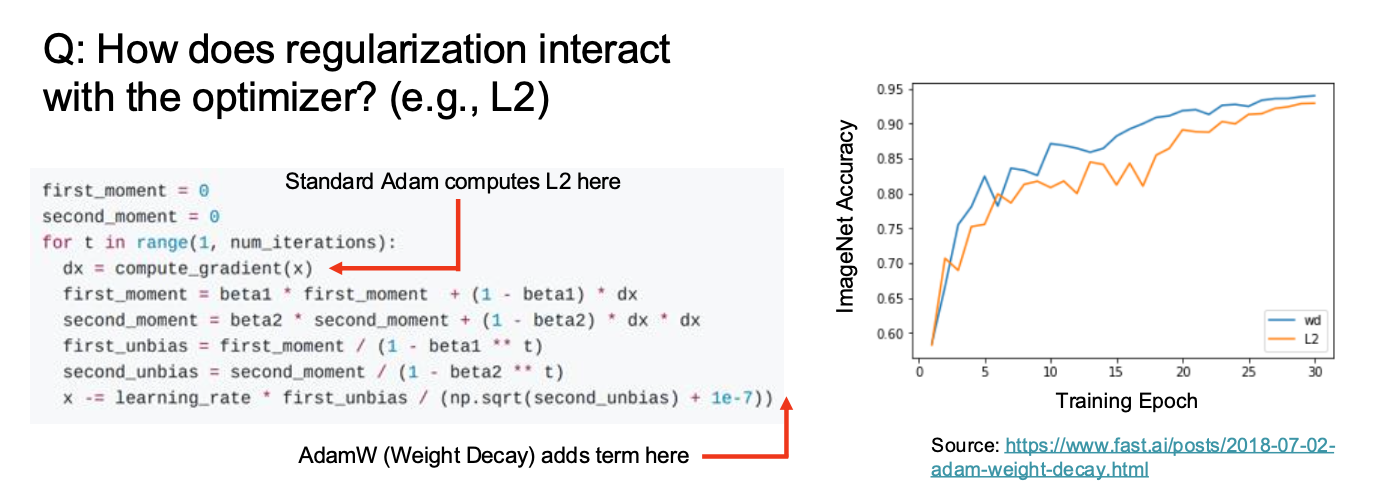 Q: How does regularization interact
with the optimizer? (e.g., L2)
Standard Adam computes L2 here
first_moment = 0
second_moment = 0
for t in range(1, num_iterations):
  dx = compute_gradient(x)
  first_moment = beta1 * first_moment  + (1 - beta1) * dx
  second_moment = beta2 * second_moment + (1 - beta2) * dx * dx
  first_unbias = first_moment / (1 - beta1 ** t)
  second_unbias = second_moment / (1 - beta2 ** t)
  x -= learning_rate * first_unbias / (np.sqrt(second_unbias) + 1e-7))
AdamW (Weight Decay) adds term here
ImageNet Accuracy
0.95
0.90
0.85
0.80
0.75
0.70
0.65
0.60
wd
L2
0 5 10 15 20 25 30
Training Epoch
Source: https://www.fast.ai/posts/2018-07-02-
adam-weight-decay.html